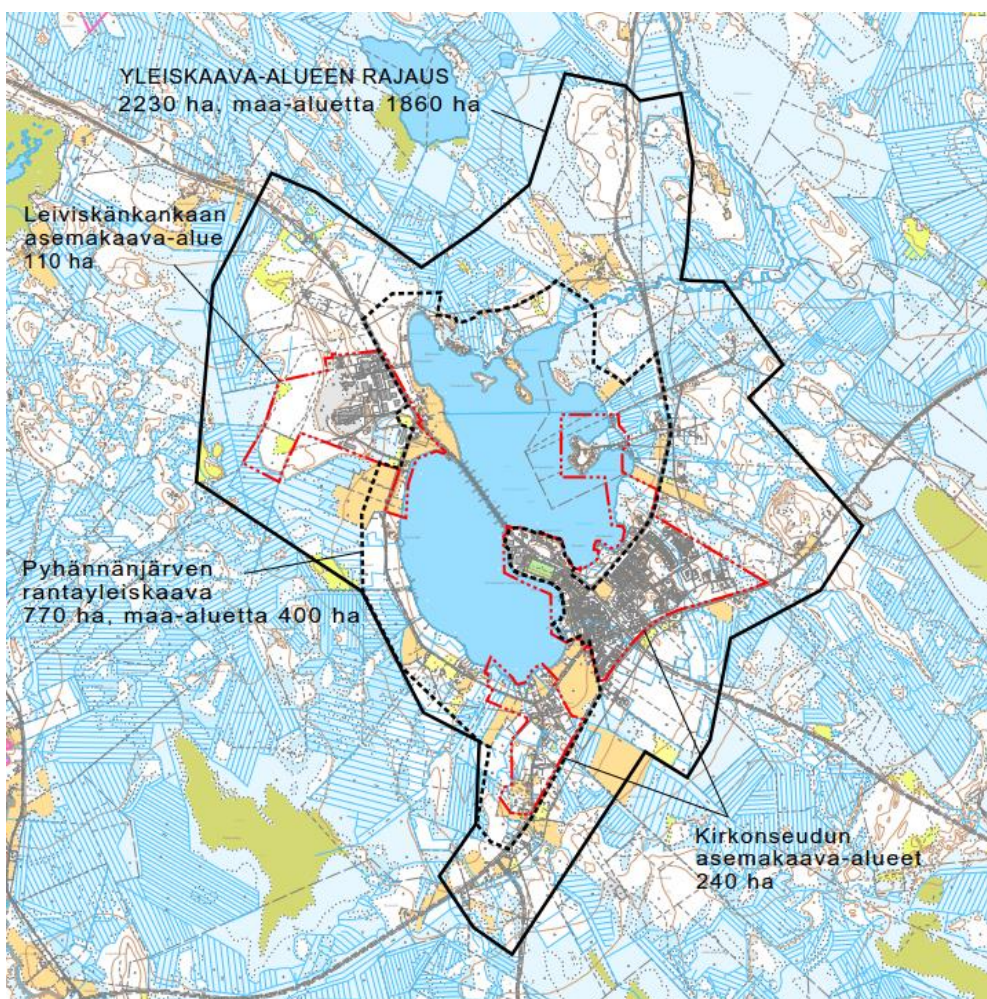 YLEISKAAVA-ALUEEN RAJAUS
2230 ha, maa-aluetta 1860 ha
Leiviskänkankaan
asemakaava-alue
110 ha
Pyhännänjärven
rantayleiskaava
770 ha, maa-aluetta 400 ha
Kirkonseudun
asemakaava-alueet
240 ha